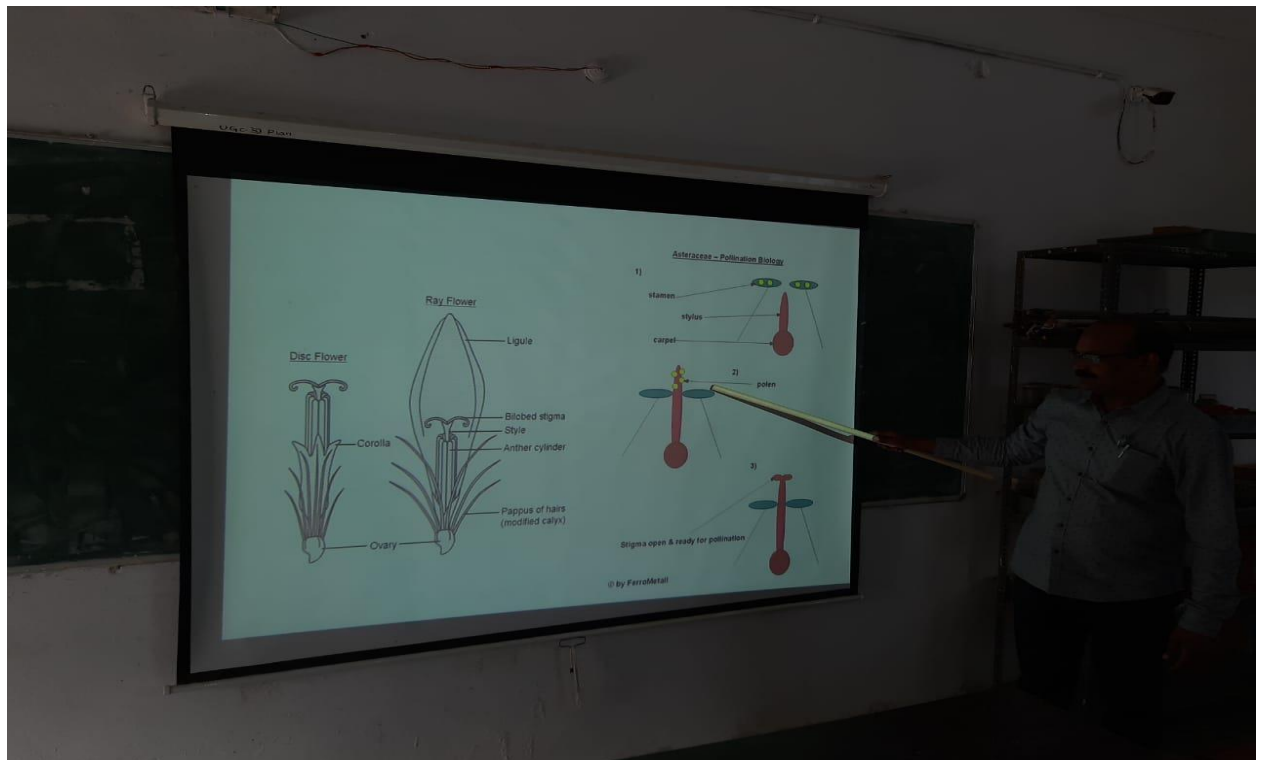 UGC-XI Plan
Disc Flower
Corolla
Ovary
Ray Flower
Ligule
Bilobed stigma
Style
Anther cylinder
Pappus of hairs
(modified calyx)
Asteraceae – Pollination Biology
1)
stamen
stylus
carpel
2)
polen
3)
Stigma open & ready for pollination
© by FerroMetall